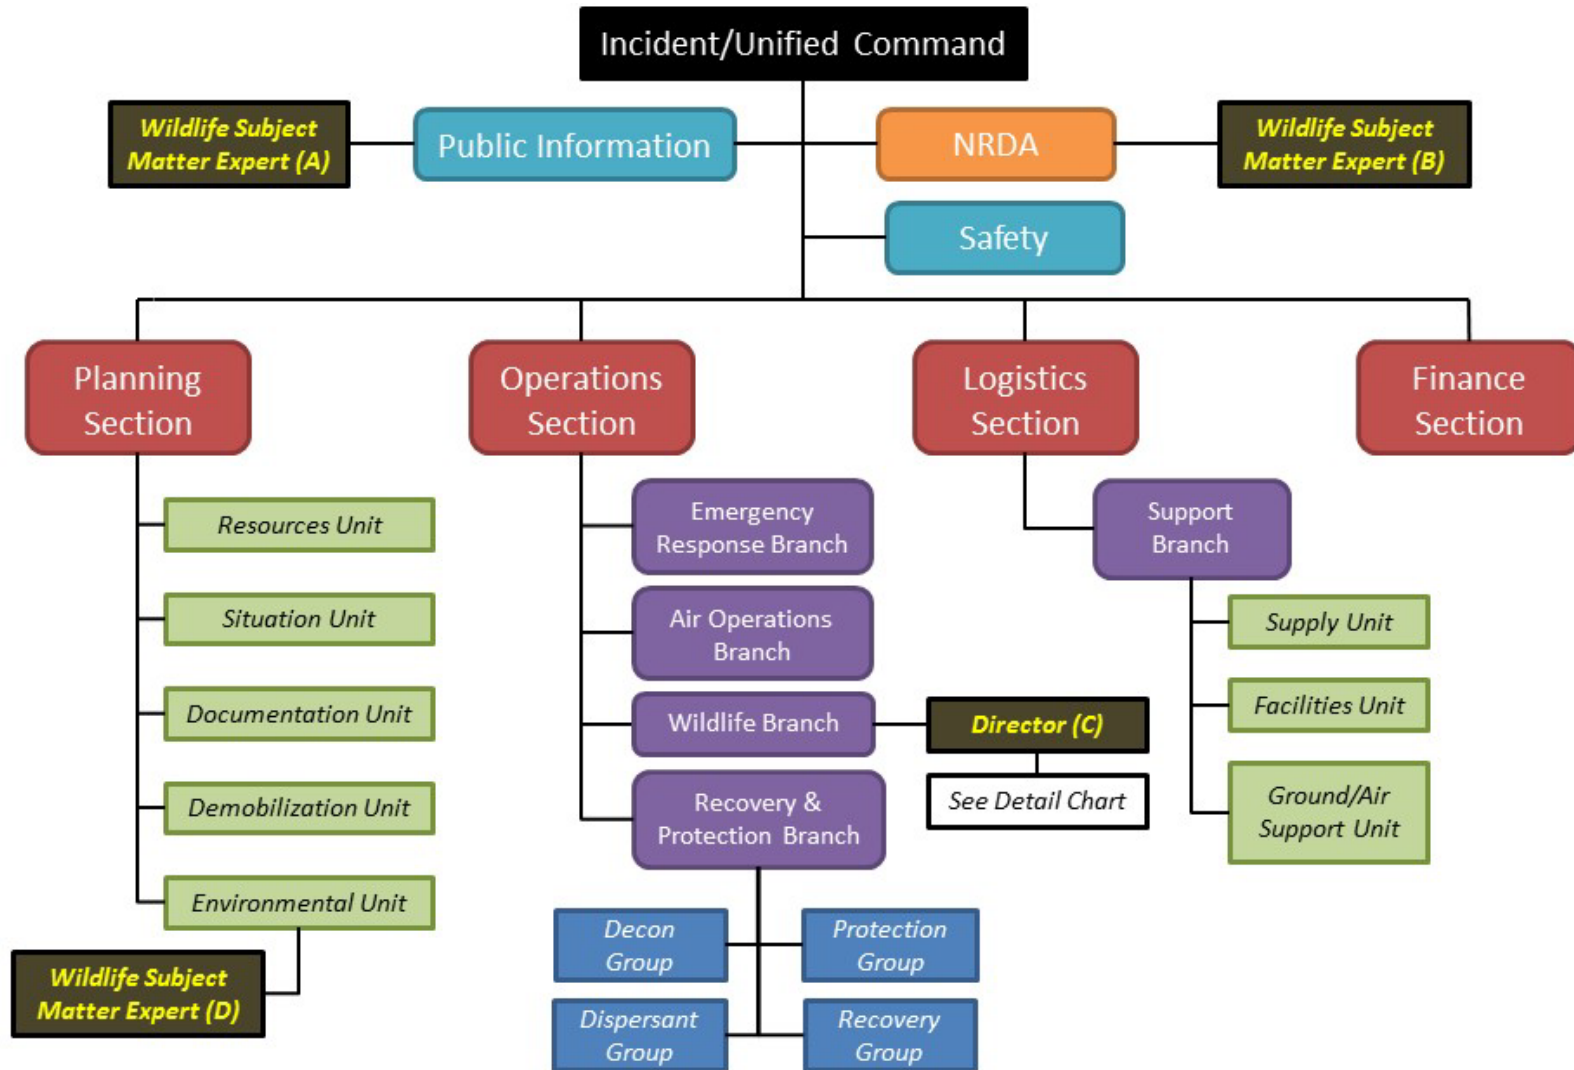 Incident/Unified Command
Wildlife Subject
Matter Expert (A)
Public Information
NRDA
Wildlife Subject
Matter Expert (B)
Safety
Planning
Section
Operations
Section
Logistics
Section
Finance
Section
Resources Unit
Situation Unit
Documentation Unit
Demobilization Unit
Environmental Unit
Wildlife Subject
Matter Expert (D)
Emergency
Response Branch
Air Operations
Branch
Wildlife Branch
Director (C)
See Detail Chart
Recovery &
Protection Branch
Decon
Group
Protection
Group
Dispersant
Group
Recovery
Group
Support
Branch
Supply Unit
Facilities Unit
Ground/Air
Support Unit